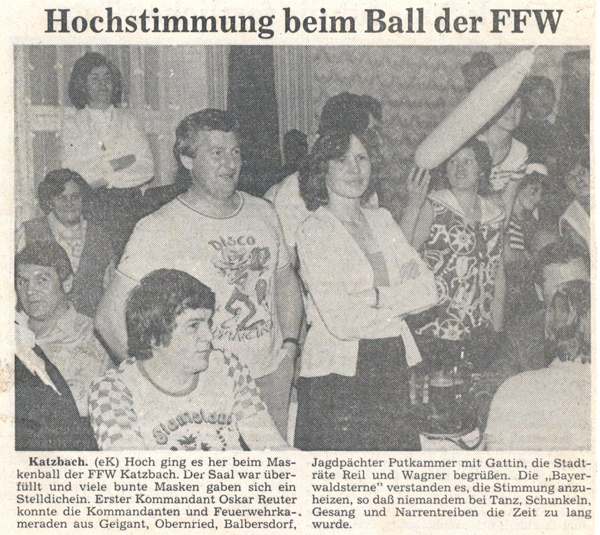 Hochstimmung beim Ball der FFW
DISCO
Katzbach. (eK) Hoch ging es her beim Mas-
kenball der FFW Katzbach. Der Saal war über-
füllt und viele bunte Masken gaben sich ein
Stelldichein. Erster Kommandant Oskar Reuter
konnte die Kommandanten und Feuerwehrka-
meraden aus Geigant, Obernried, Balbersdorf,
Jagdpächter Putkammer mit Gattin, die Stadt-
räte Reil und Wagner begrüßen. Die „Bayer-
waldsterne" verstanden es, die Stimmung anzu-
heizen, so daß niemandem bei Tanz, Schunkeln,
Gesang und Narrentreiben die Zeit zu lang
wurde.